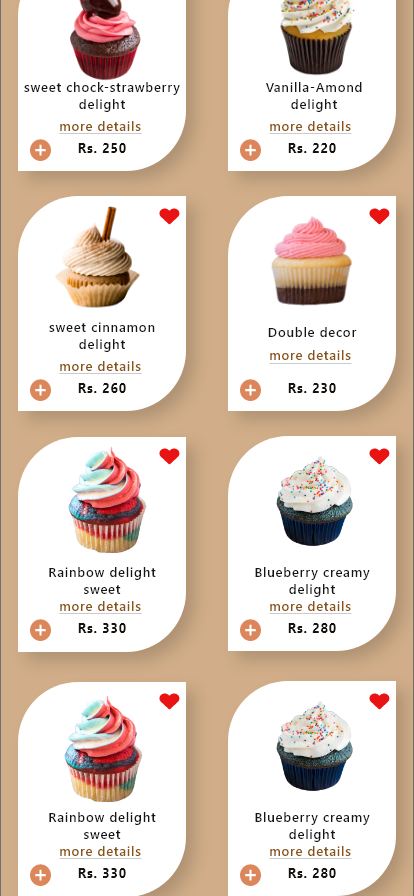 sweet chock-strawberry
delight
more details
Rs. 250
Vanilla-Amond
delight
more details
Rs. 220
sweet cinnamon
delight
more details
Rs. 260
Double decor
more details
Rs. 230
Rainbow delight
sweet
more details
Rs. 330
Blueberry creamy
delight
more details
Rs. 280
Rainbow delight
sweet
more details
Rs. 330
Blueberry creamy
delight
more details
Rs. 280